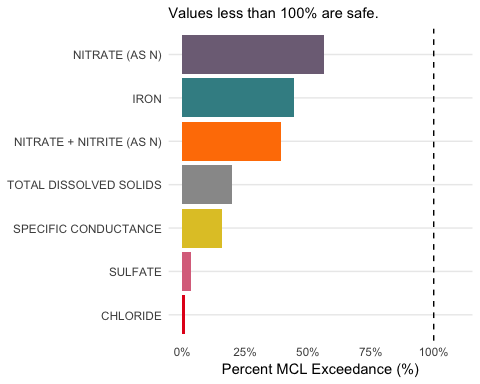 Values less than 100% are safe.
NITRATE (AS N)
IRON
NITRATE + NITRITE (AS N)
TOTAL DISSOLVED SOLIDS
SPECIFIC CONDUCTANCE
SULFATE
CHLORIDE
0% 25% 50% 75% 100%
Percent MCL Exceedance (%)